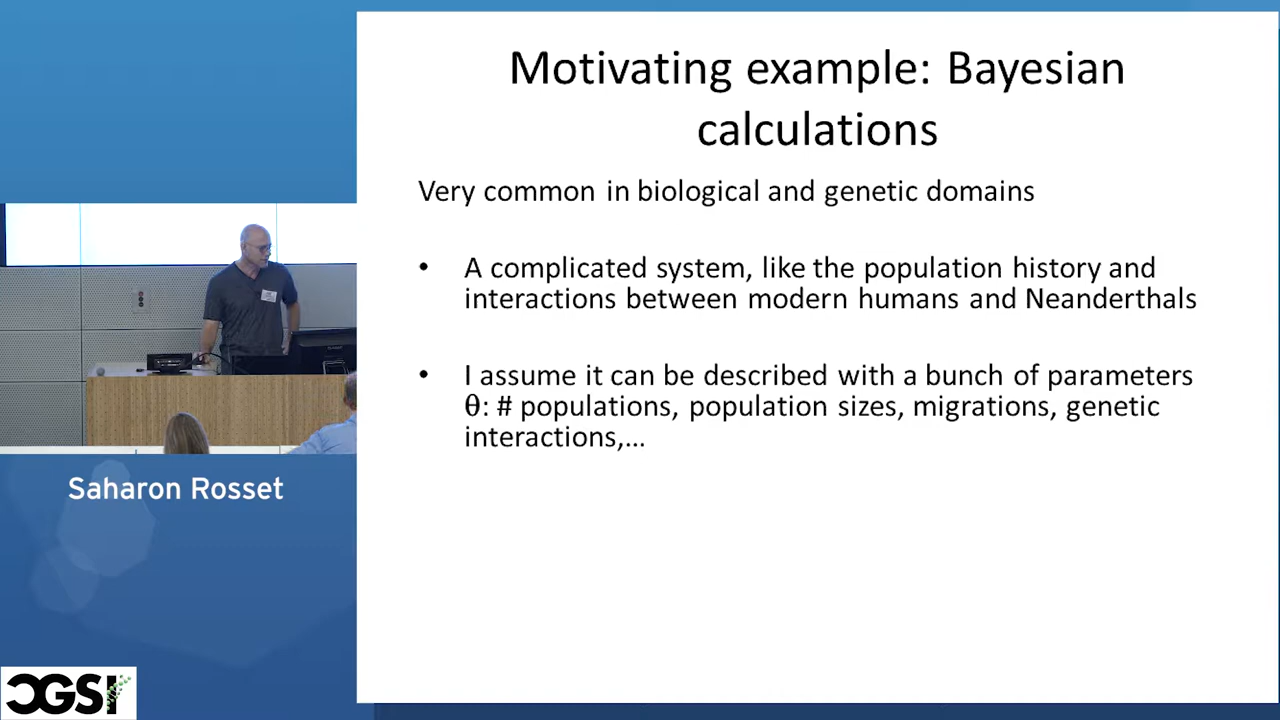 Motivating example: Bayesian
calculations
Very common in biological and genetic domains
• A complicated system, like the population history and
interactions between modern humans and Neanderthals
• I assume it can be described with a bunch of parameters
θ: # populations, population sizes, migrations, genetic
interactions,...
Saharon Rosset
CGSI